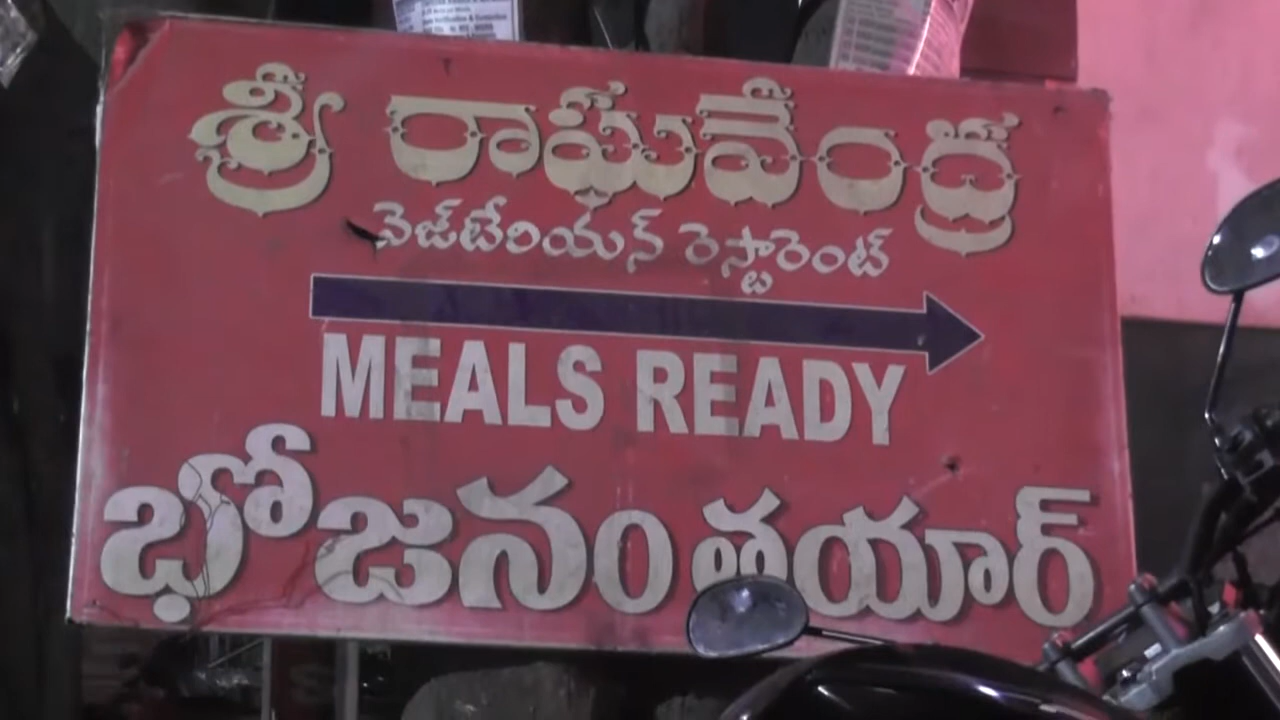 శ్రీ రాఘవేంద్ర
వెజ్‌టేరియన్ రెస్టారెంట్
MEALS READY
భోజనం తయార్